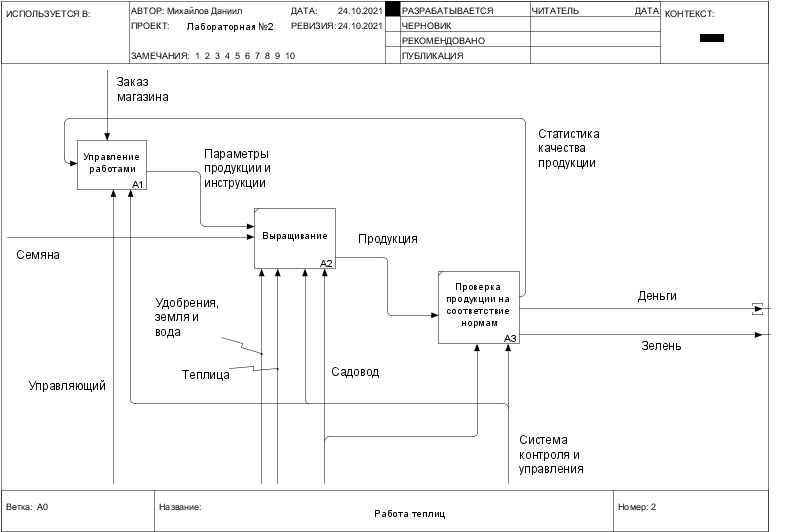 ИСПОЛЬЗУЕТСЯ В:
АВТОР: Михайлов Даниил
ДАТА: 24.10.2021
РАЗРАБАТЫВАЕТСЯ
ЧИТАТЕЛЬ
ДАТА
КОНТЕКСТ:
ПРОЕКТ: Лабораторная №2
РЕВИЗИЯ: 24.10.2021
ЧЕРНОВИК
РЕКОМЕНДОВАНО
ЗАМЕЧАНИЯ: 1 2 3 4 5 6 7 8 9 10
ПУБЛИКАЦИЯ
Заказ
магазина
Статистика
качества
продукции
Управление
работами
A1
Параметры
продукции и
инструкции
Выращивание
A2
Семяна
Продукция
Проверка
продукции на
соответствие
нормам
A3
Деньги
Зелень
Удобрения,
земля и
вода
Теплица
Садовод
Управляющий
Система
контроля и
управления
Ветка: A0
Название:
Работа теплиц
Номер: 2